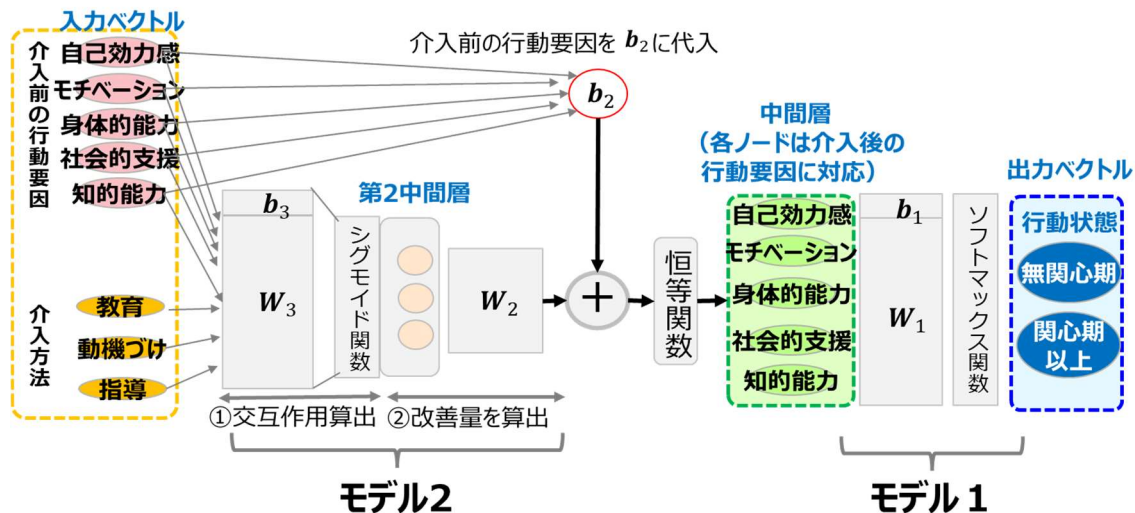 入力ベクトル
介入前の行動要因
自己効力感
モチベーション
身体的能力
社会的支援
知的能力
介入方法
教育
動機づけ
指導
介入前の行動要因を b₂に代入
b₂
b₃
W₃
シグモイド関数
第2中間層
W₂
①交互作用算出
②改善量を算出
モデル2
+
恒等関数
中間層
（各ノードは介入後の
行動要因に対応）
自己効力感
モチベーション
身体的能力
社会的支援
知的能力
b₁
W₁
ソフトマックス関数
出力ベクトル
行動状態
無関心期
関心期
以上
モデル 1